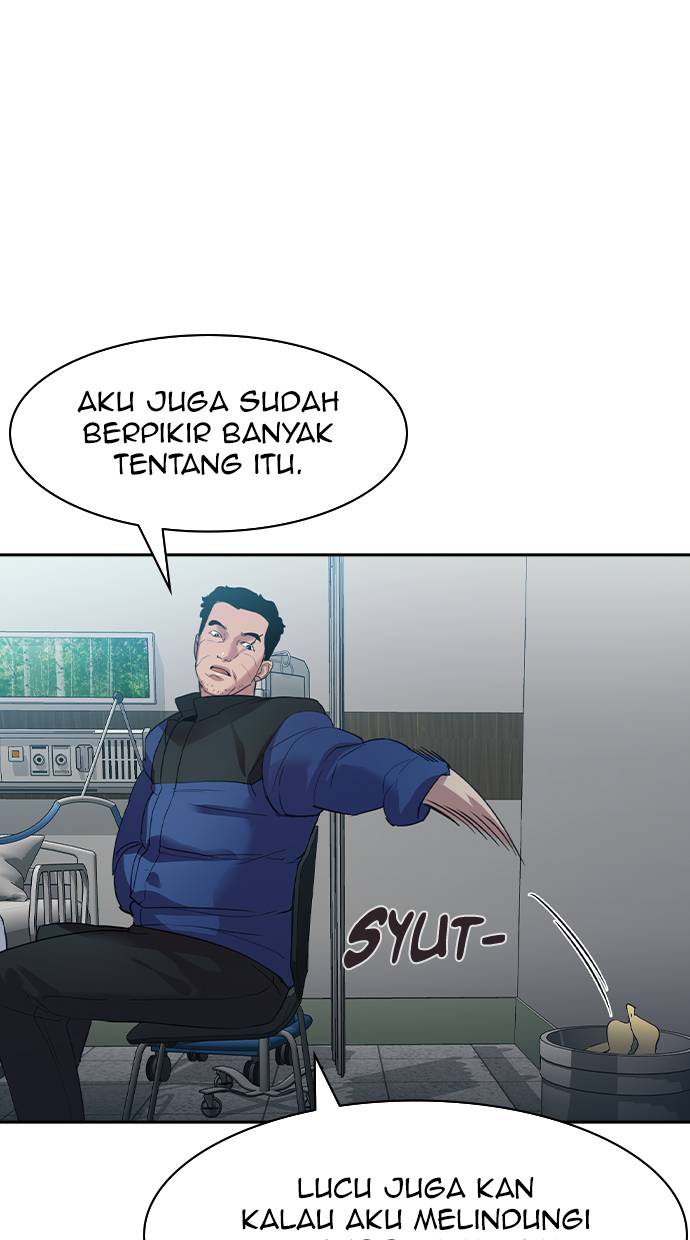 AKU JUGA SUDAH
BERPIKIR BANYAK
TENTANG ITU.
SYUT-
LUCU JUGA KAN
KALAU AKU MELINDUNGI